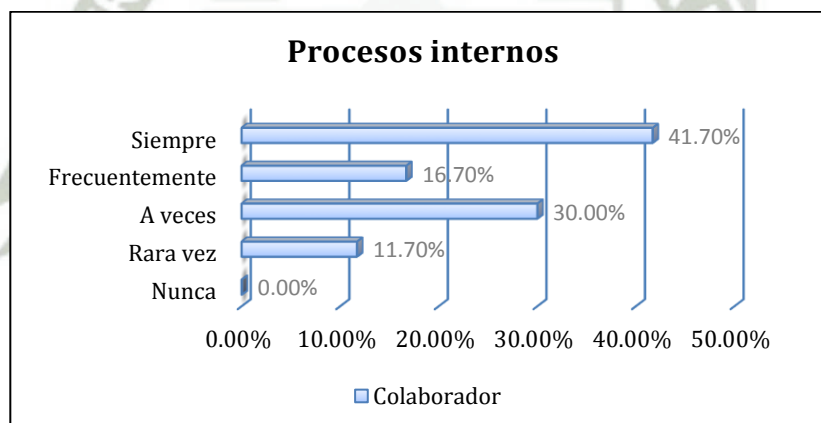 Procesos internos
Siempre 41.70%
Frecuentemente 16.70%
A veces 30.00%
Rara vez 11.70%
Nunca 0.00%
0.00% 10.00% 20.00% 30.00% 40.00% 50.00%
Colaborador